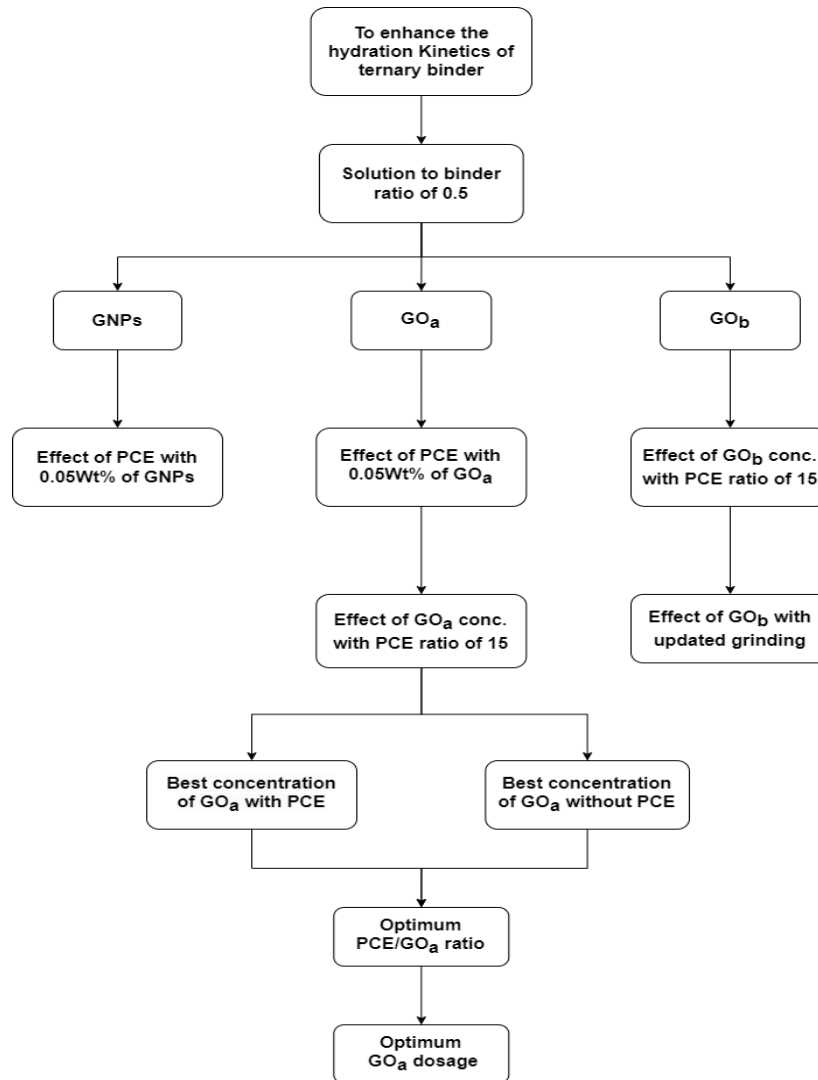 To enhance the
hydration Kinetics of
ternary binder
Solution to binder
ratio of 0.5
GNPs
GOa
GOb
Effect of PCE with
0.05Wt% of GNPs
Effect of PCE with
0.05Wt% of GOa
Effect of GOb conc.
with PCE ratio of 15
Effect of GOa conc.
with PCE ratio of 15
Effect of GOb with
updated grinding
Best concentration
of GOa with PCE
Best concentration
of GOa without PCE
Optimum
PCE/GOa ratio
Optimum
GOa dosage